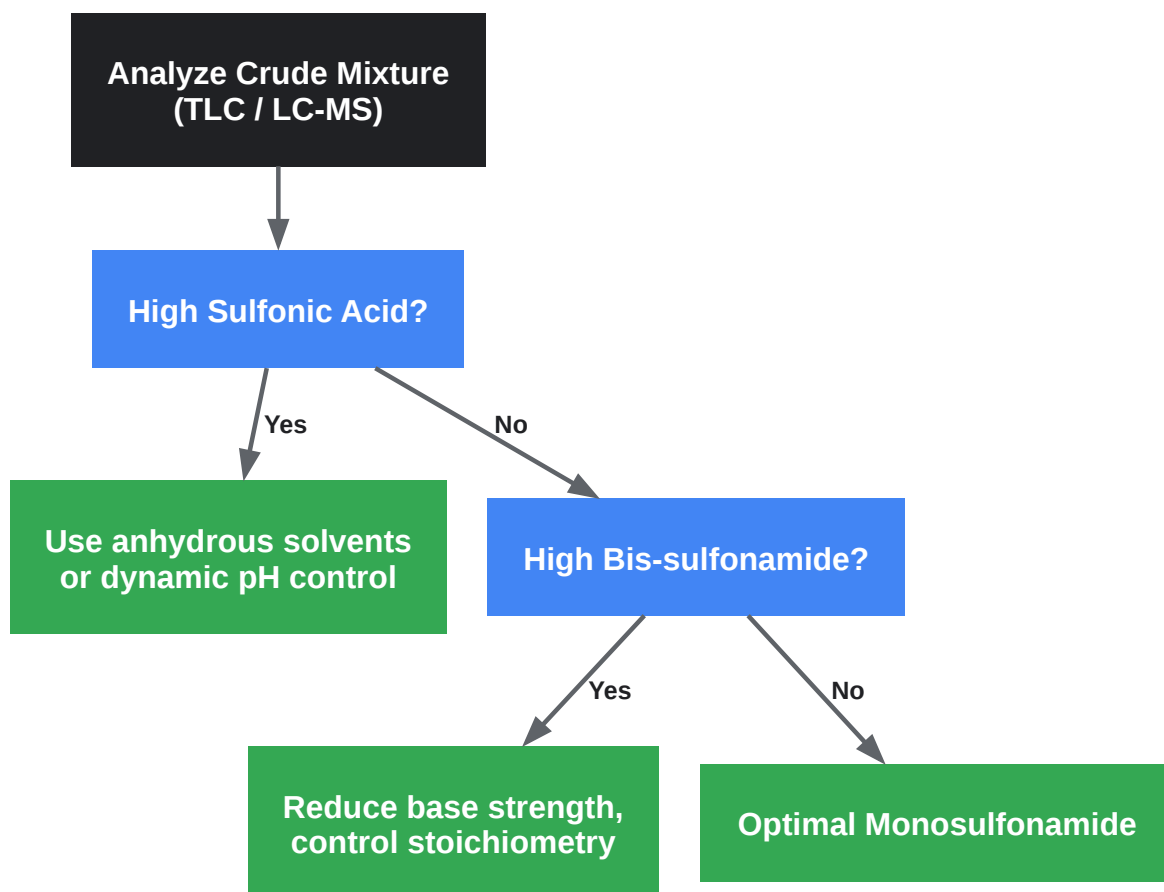 Analyze Crude Mixture
(TLC / LC-MS)
High Sulfonic Acid?
Yes
No
Use anhydrous solvents
or dynamic pH control
High Bis-sulfonamide?
Yes
No
Reduce base strength,
control stoichiometry
Optimal Monosulfonamide